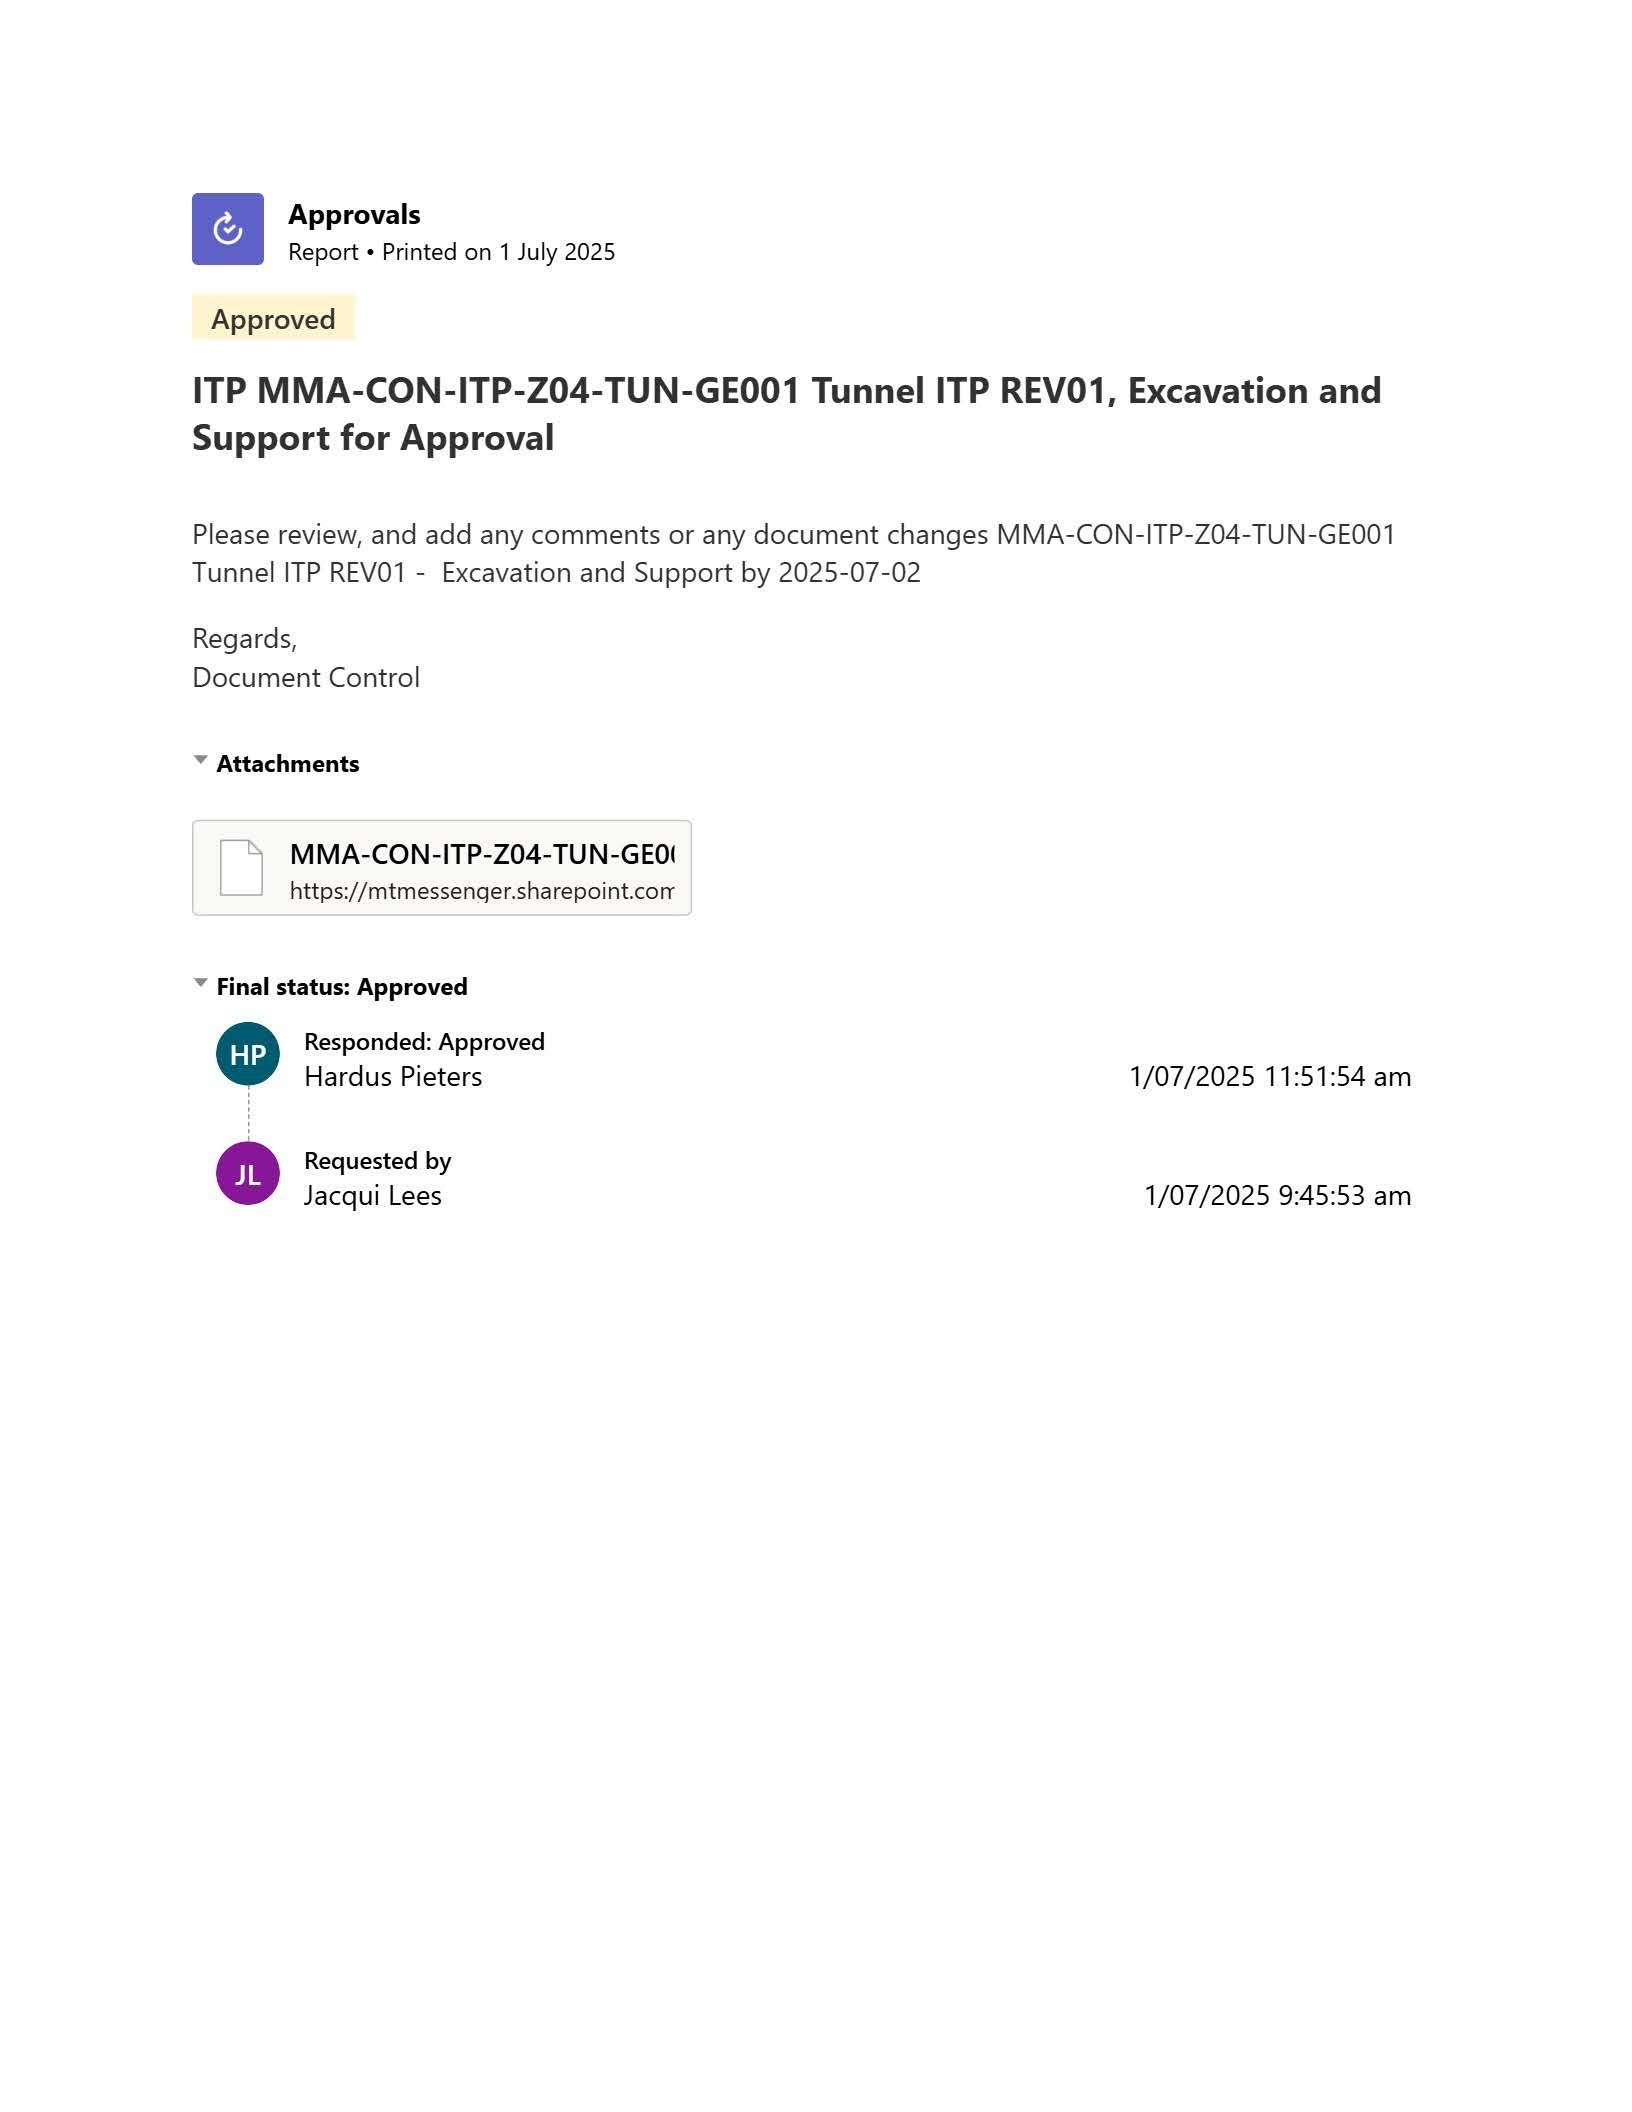 Approvals
Report • Printed on 1 July 2025
Approved
ITP MMA-CON-ITP-Z04-TUN-GE001 Tunnel ITP REV01, Excavation and
Support for Approval
Please review, and add any comments or any document changes MMA-CON-ITP-Z04-TUN-GE001
Tunnel ITP REV01 -  Excavation and Support by 2025-07-02
Regards,
Document Control
Attachments
MMA-CON-ITP-Z04-TUN-GE00
https://mtmessenger.sharepoint.com
Final status: Approved
HP
Responded: Approved
Hardus Pieters
1/07/2025 11:51:54 am
JL
Requested by
Jacqui Lees
1/07/2025 9:45:53 am